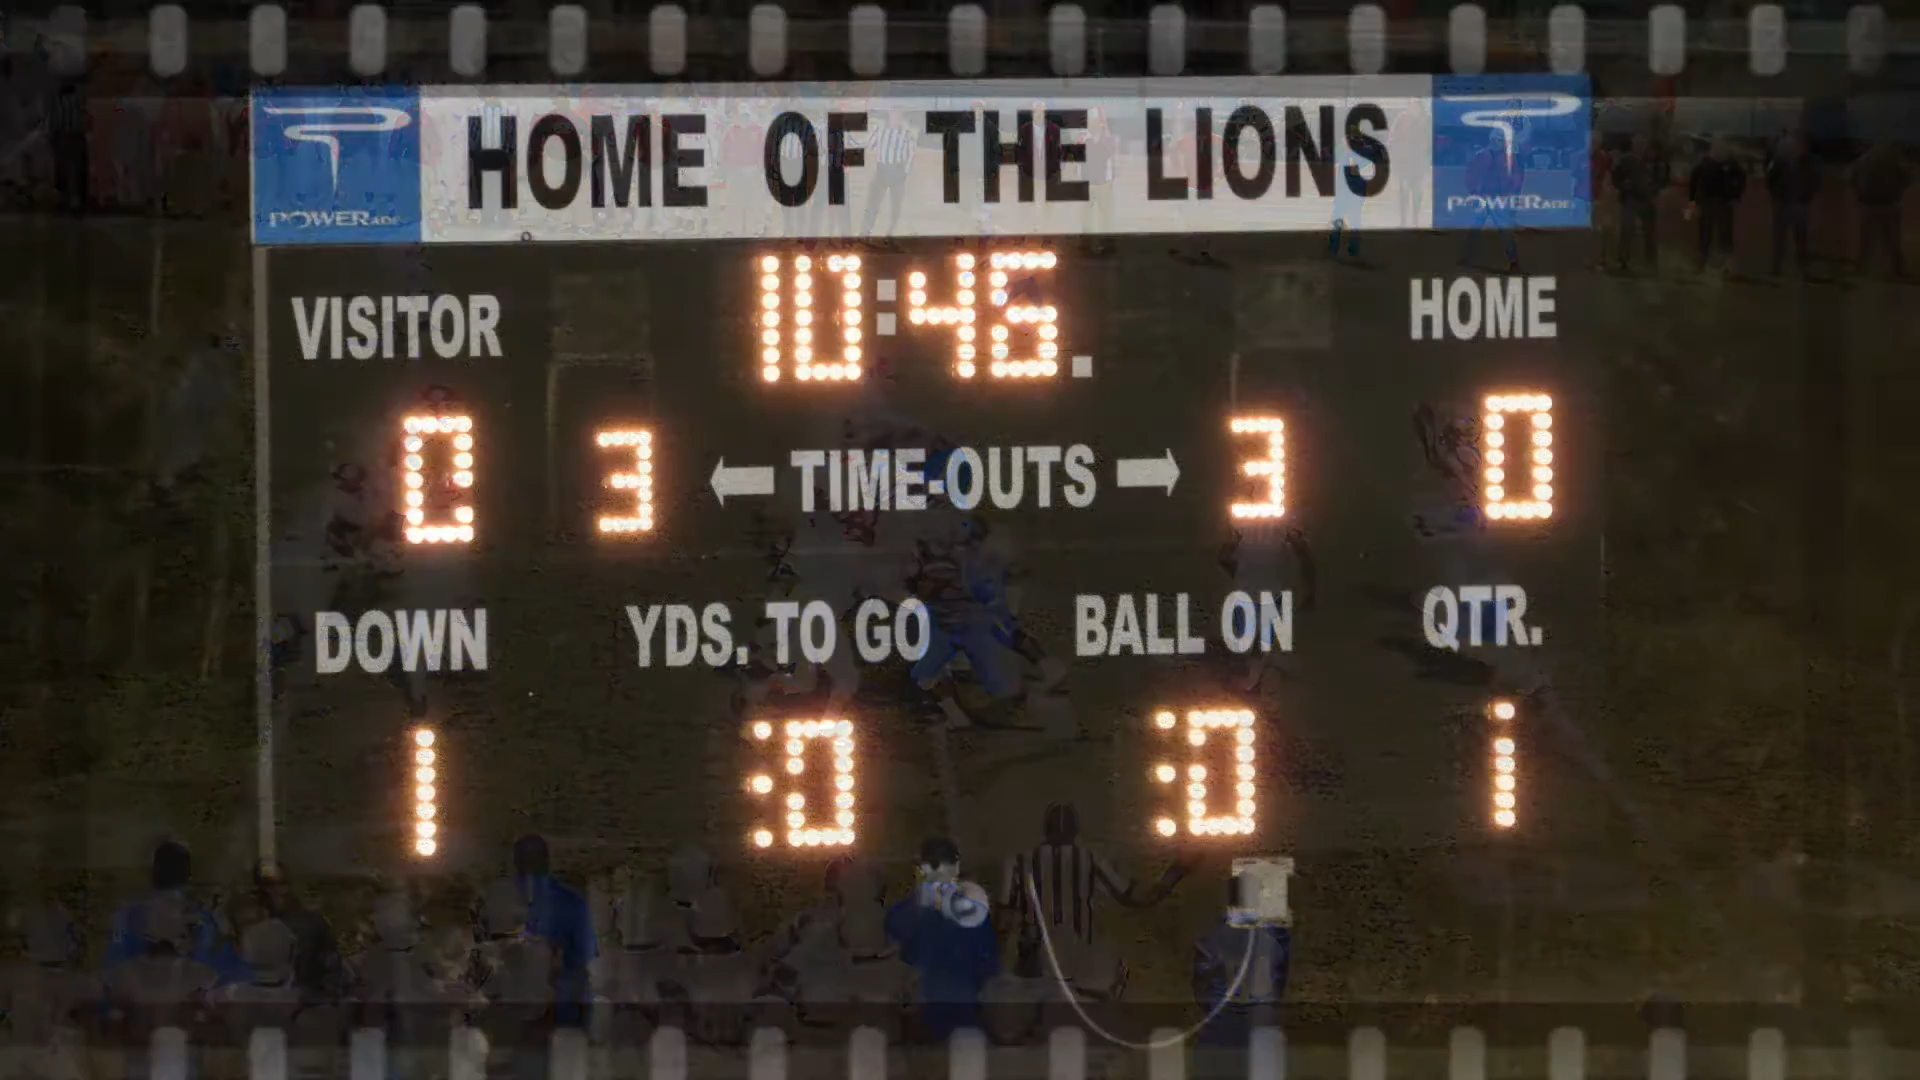 HOME OF THE LIONS
POWERADE
POWERADE
10:46.
VISITOR
HOME
0 3 TIME-OUTS 3 0
DOWN YDS. TO GO BALL ON QTR.
1 :0 :0 1